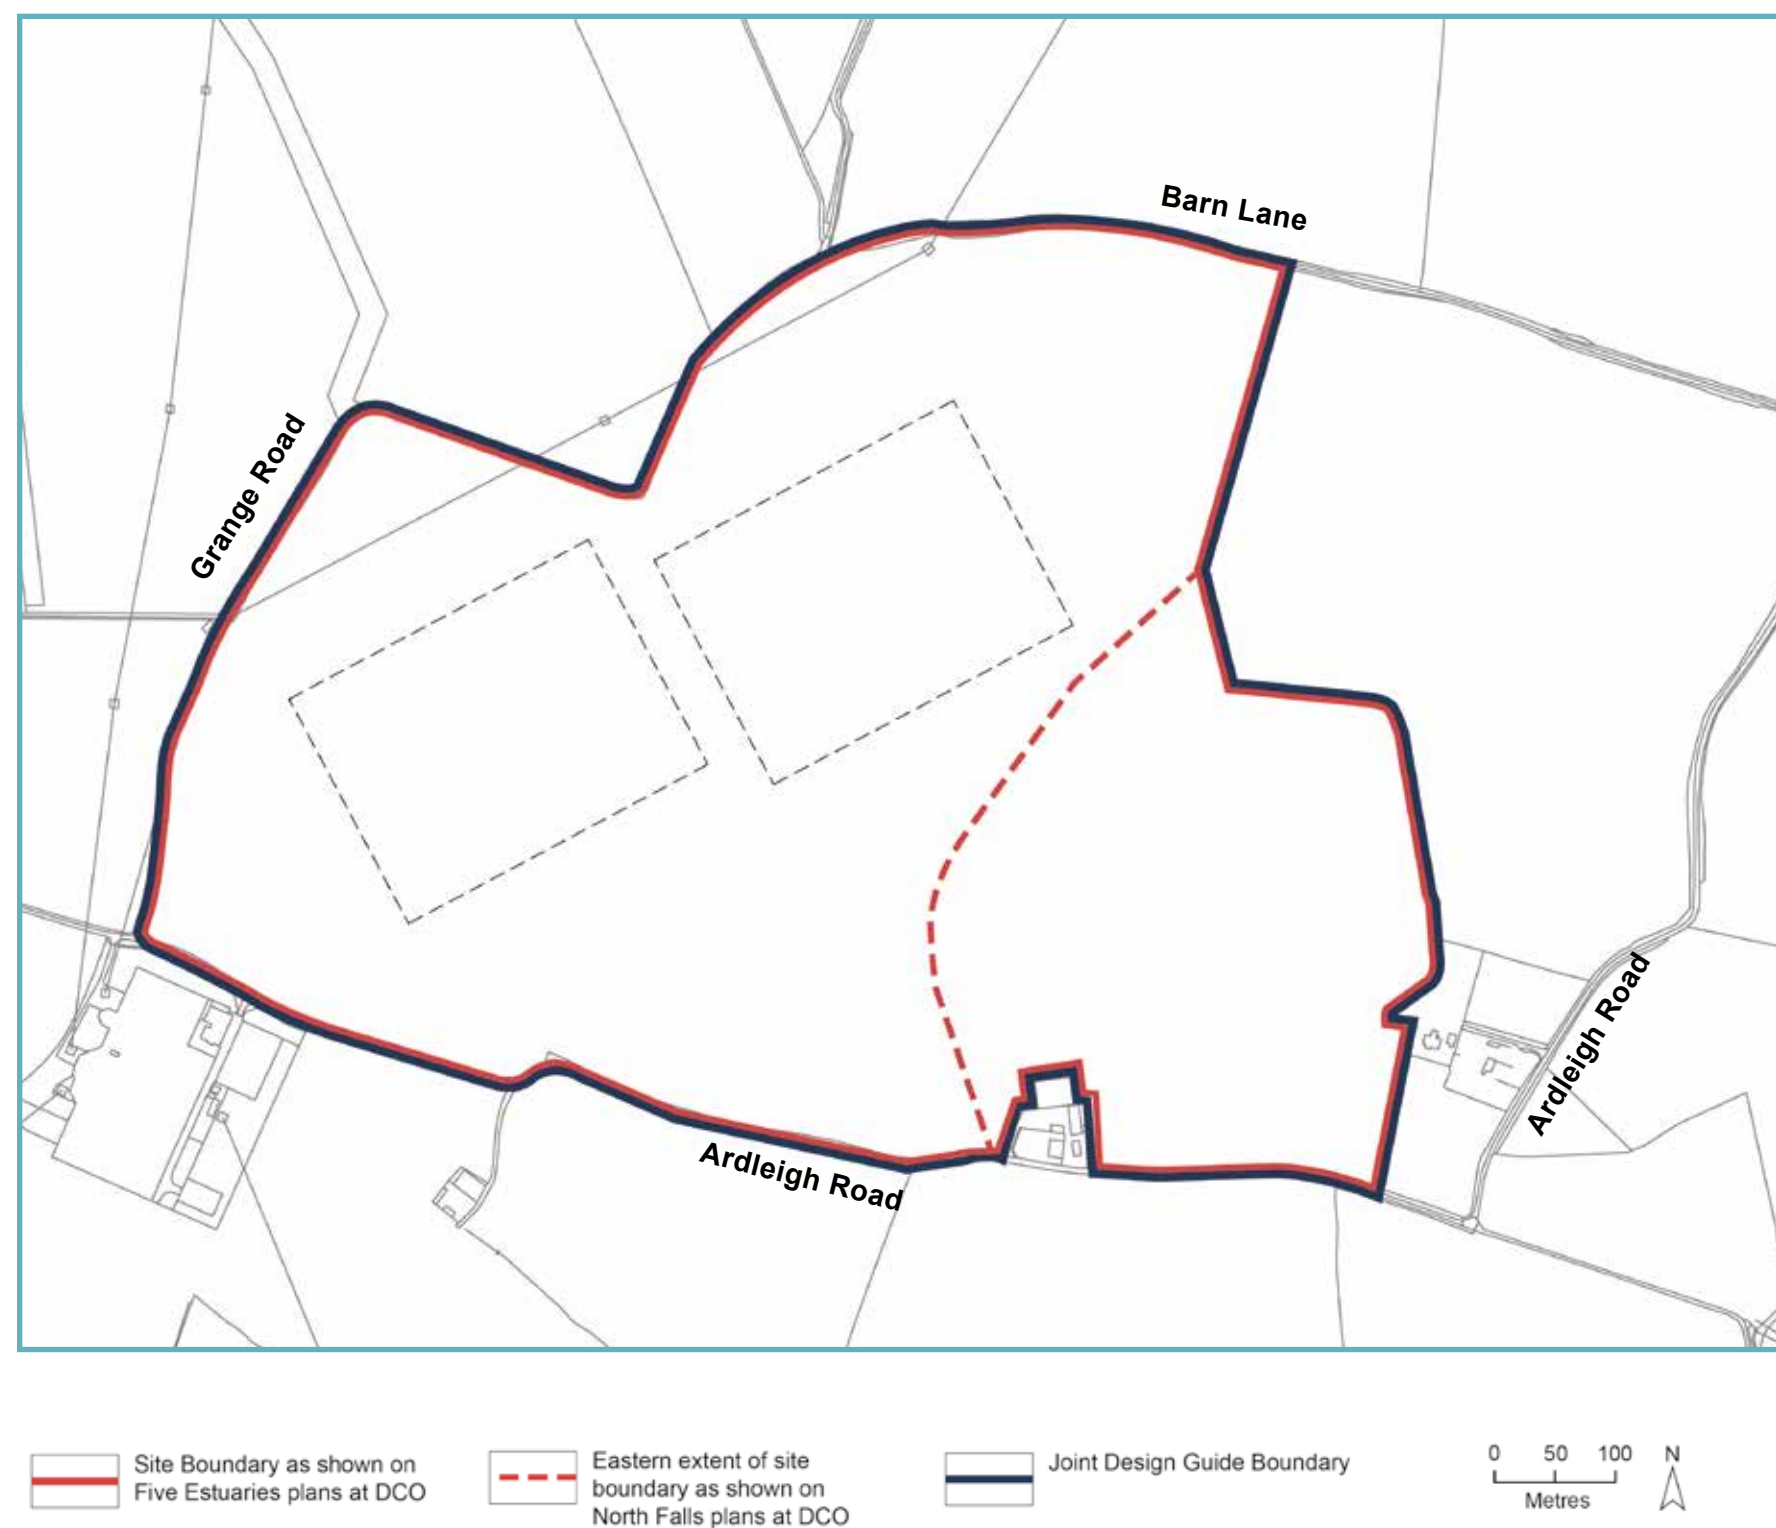 Barn Lane
Grange Road
Ardleigh Road
Ardleigh Road
Site Boundary as shown on
Five Estuaries plans at DCO
Eastern extent of site
boundary as shown on
North Falls plans at DCO
Joint Design Guide Boundary
0 50 100 N
Metres